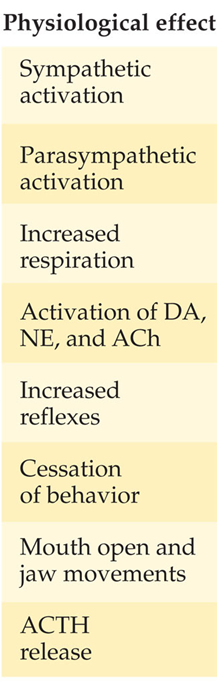 Physiological effect
Sympathetic
activation
Parasympathetic
activation
Increased
respiration
Activation of DA,
NE, and ACh
Increased
reflexes
Cessation
of behavior
Mouth open and
jaw movements
ACTH
release